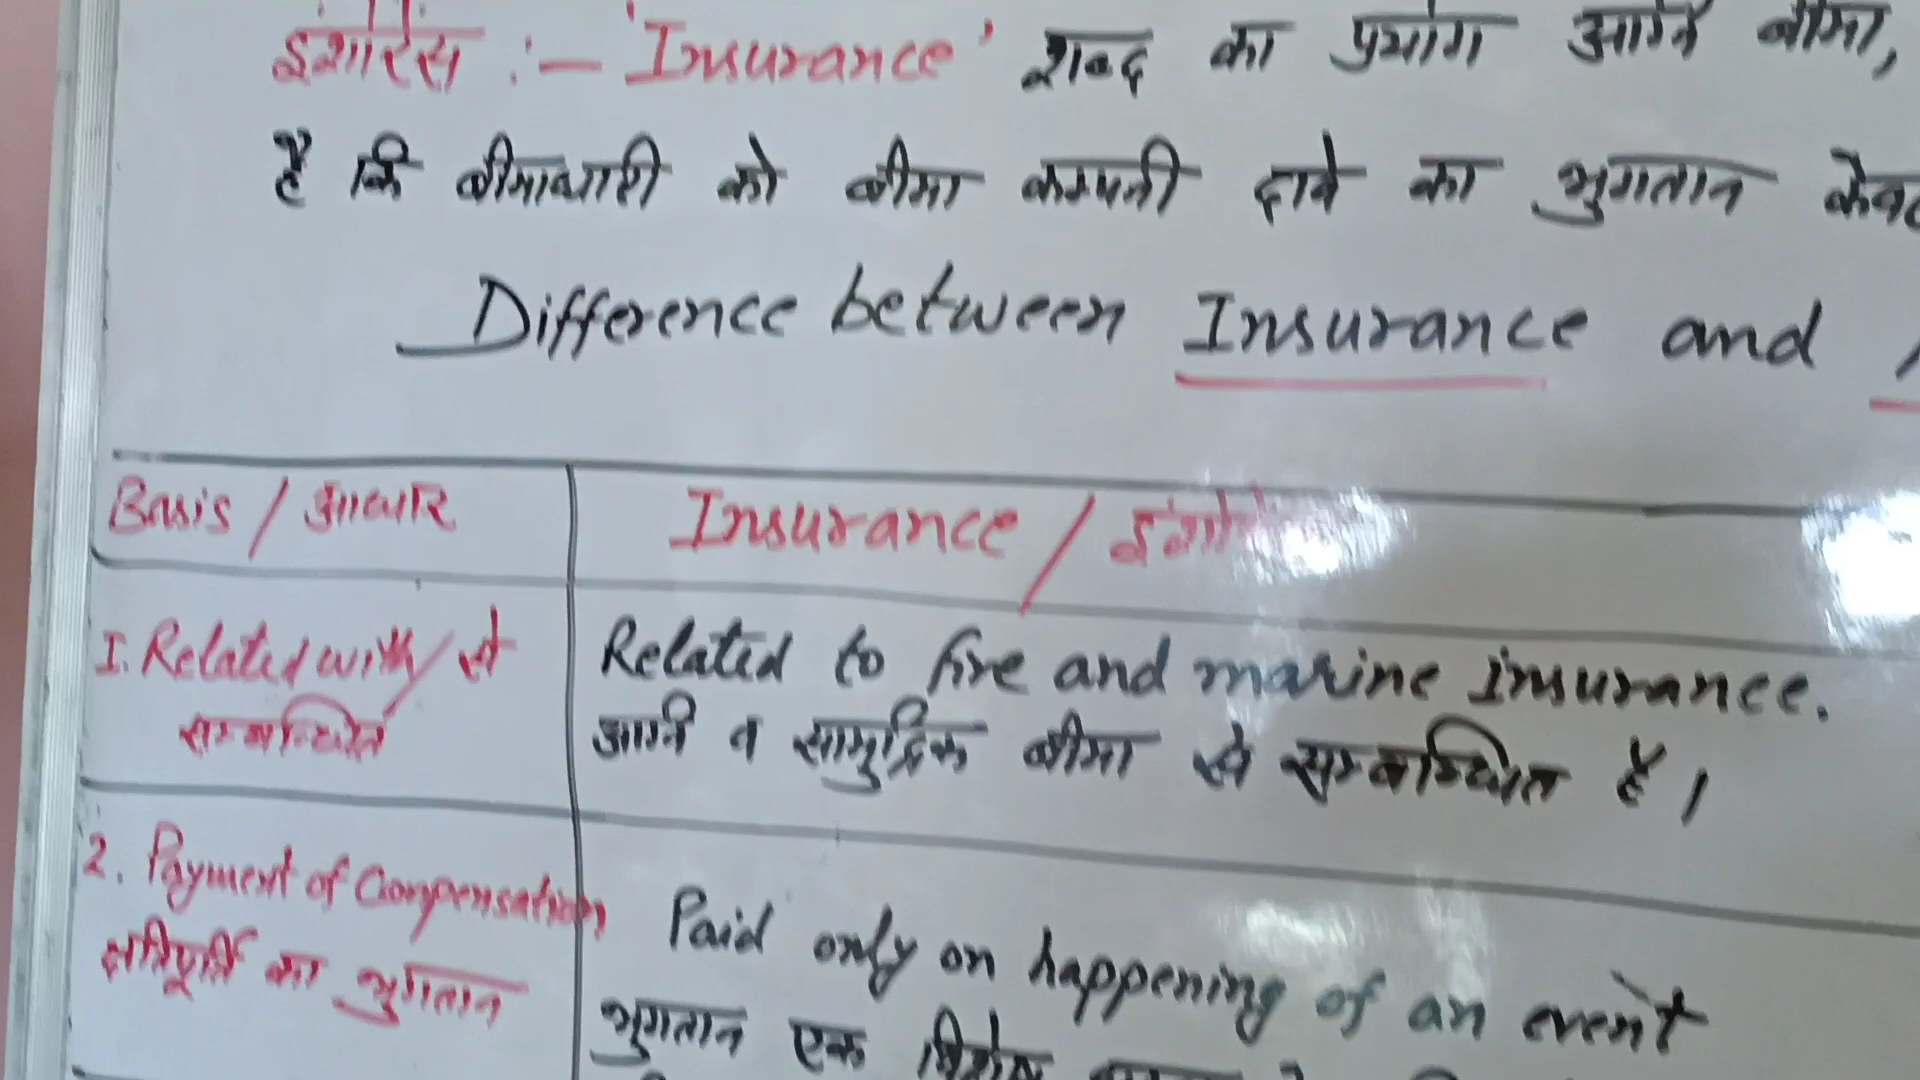 इंशोरेंस :- 'Insurance' शब्द का प्रयोग अग्नि बीमा,
है कि बीमाधारी को बीमा कम्पनी दावे का भुगतान
Difference between Insurance and
Basis / आधार
Insurance /
1. Related with / से सम्बन्धित
Related to fire and marine insurance.
अग्नि व सामुद्रिक बीमा से सम्बन्धित है।
2. Payment of Compensation
क्षतिपूर्ति का भुगतान
Paid only on happening of an event
भुगतान एक विशेष